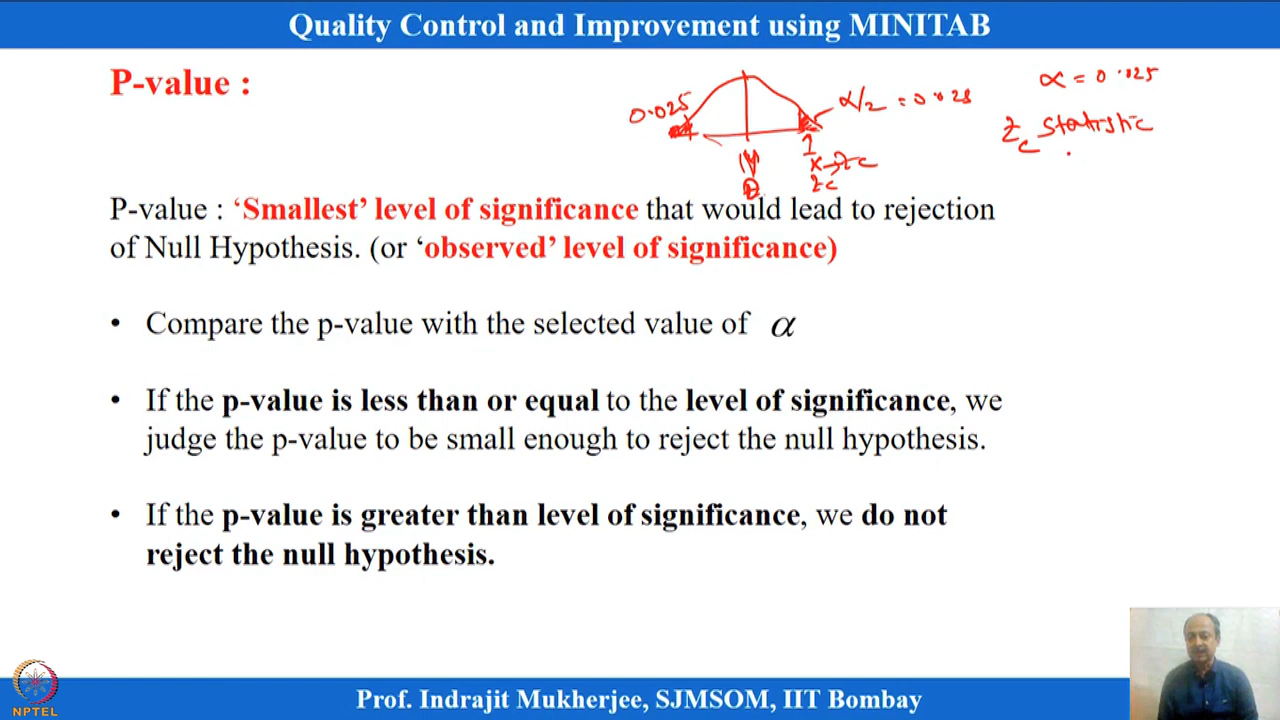 Quality Control and Improvement using MINITAB
P-value :
0.025
α/2 = 0.025
α = 0.025
Zc statistic
x → Zc
Zc
P-value : ‘Smallest’ level of significance that would lead to rejection
of Null Hypothesis. (or ‘observed’ level of significance)
• Compare the p-value with the selected value of α
• If the p-value is less than or equal to the level of significance, we
judge the p-value to be small enough to reject the null hypothesis.
• If the p-value is greater than level of significance, we do not
reject the null hypothesis.
NPTEL
Prof. Indrajit Mukherjee, SJMSOM, IIT Bombay